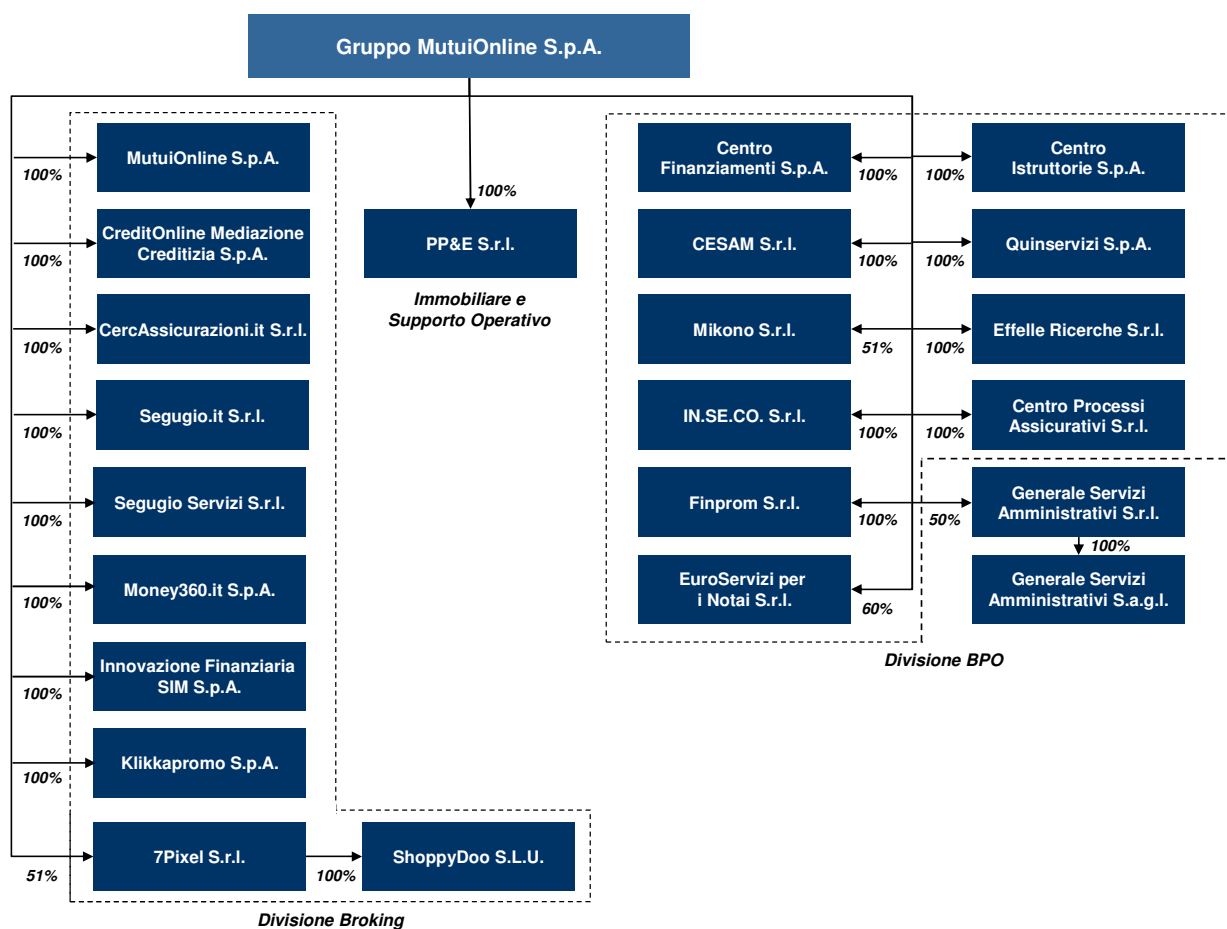 Gruppo MutuiOnline S.p.A.
MutuiOnline S.p.A.
100%
CreditOnline Mediazione
Creditizia S.p.A.
100%
CercAssicurazioni.it S.r.l.
100%
Segugio.it S.r.l.
100%
Segugio Servizi S.r.l.
100%
Money360.it S.p.A.
100%
Innovazione Finanziaria
SIM S.p.A.
100%
Klikkapromo S.p.A.
100%
7Pixel S.r.l.
51%
100%
ShoppyDoo S.L.U.
Divisione Broking
100%
PP&E S.r.l.
Immobiliare e
Supporto Operativo
Centro
Finanziamenti S.p.A.
100%
100%
Centro
Istruttorie S.p.A.
CESAM S.r.l.
100%
100%
Quinservizi S.p.A.
Mikono S.r.l.
51%
100%
Effelle Ricerche S.r.l.
IN.SE.CO. S.r.l.
100%
100%
Centro Processi
Assicurativi S.r.l.
Finprom S.r.l.
100%
50%
Generale Servizi
Amministrativi S.r.l.
100%
EuroServizi per
i Notai S.r.l.
60%
Generale Servizi
Amministrativi S.a.g.l.
Divisione BPO